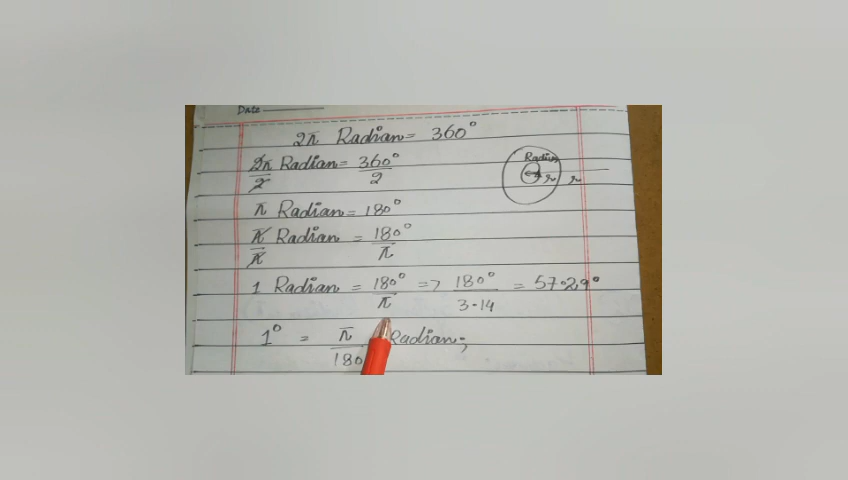 Date
2π Radian = 360°
2π/2 Radian = 360°/2
Radius
r r
π Radian = 180°
π/π Radian = 180°/π
1 Radian = 180°/π => 180°/3.14 = 57.29°
1° = π/180 Radian;